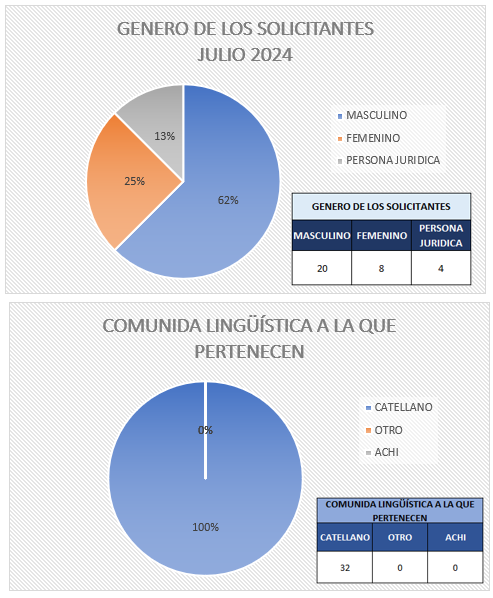 GENERO DE LOS SOLICITANTES
JULIO 2024
13%
25%
62%
MASCULINO
FEMENINO
PERSONA JURIDICA
GENERO DE LOS SOLICITANTES
MASCULINO FEMENINO PERSONA JURIDICA
20 8 4
COMUNIDA LINGÜÍSTICA A LA QUE
PERTENECEN
0%
100%
CATELLANO
OTRO
ACHI
COMUNIDA LINGÜÍSTICA A LA QUE
PERTENECEN
CATELLANO OTRO ACHI
32 0 0